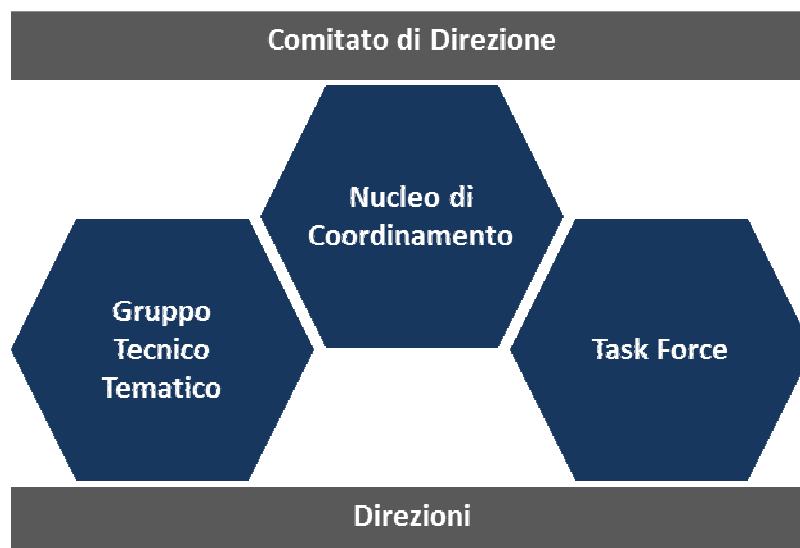 Comitato di Direzione
Nucleo di
Coordinamento
Gruppo
Tecnico
Tematico
Task Force
Direzioni